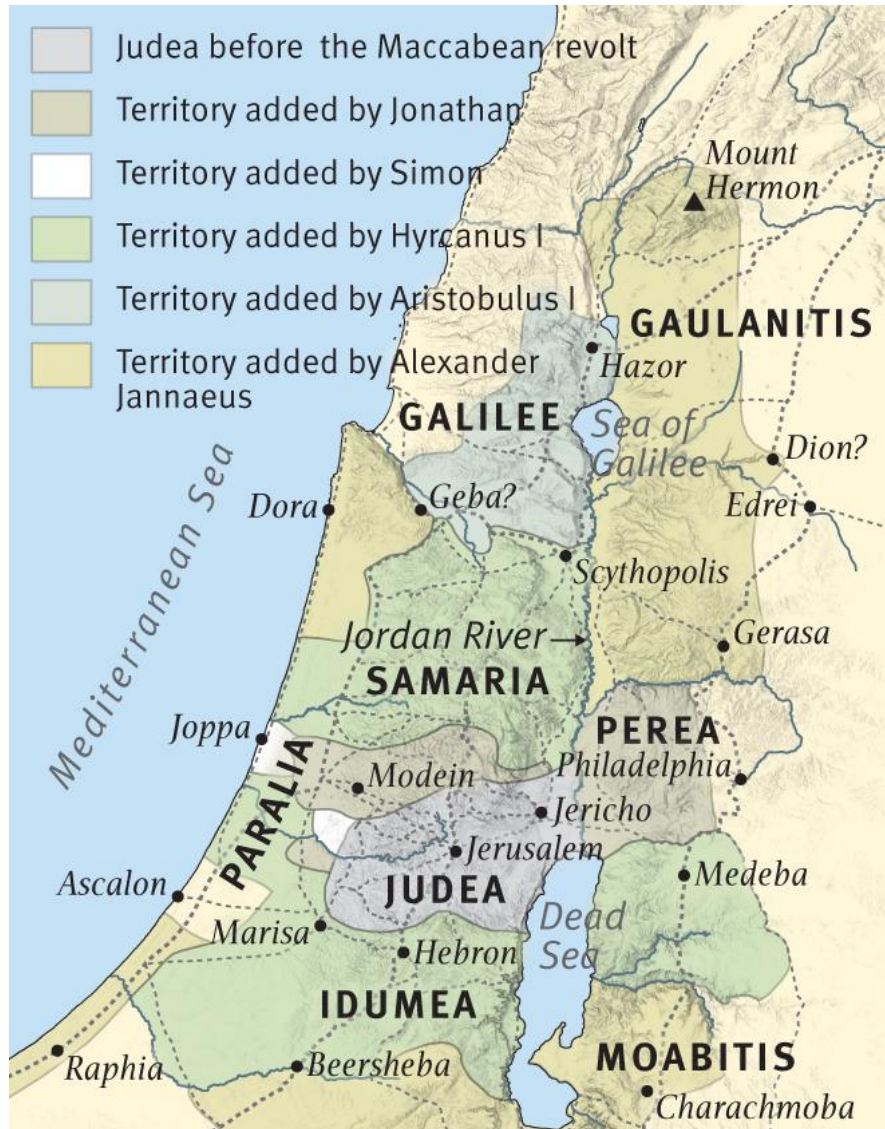 Judea before the Maccabean revolt
Territory added by Jonathan
Territory added by Simon
Territory added by Hyrcanus I
Territory added by Aristobulus I
Territory added by Alexander
Jannaeus
Mount
Hermon
GAULANITIS
Hazor
GALILEE
Sea of
Galilee
Dion?
Mediterranean Sea
Dora
Geba?
Edrei
Scythopolis
Jordan River
Gerasa
SAMARIA
Joppa
PEREA
PARALIA
Modein
Philadelphia
Jericho
Jerusalem
Ascalon
JUDEA
Medeba
Marisa
Dead
Sea
Hebron
IDUMEA
Raphia
Beersheba
MOABITIS
Charachmoba